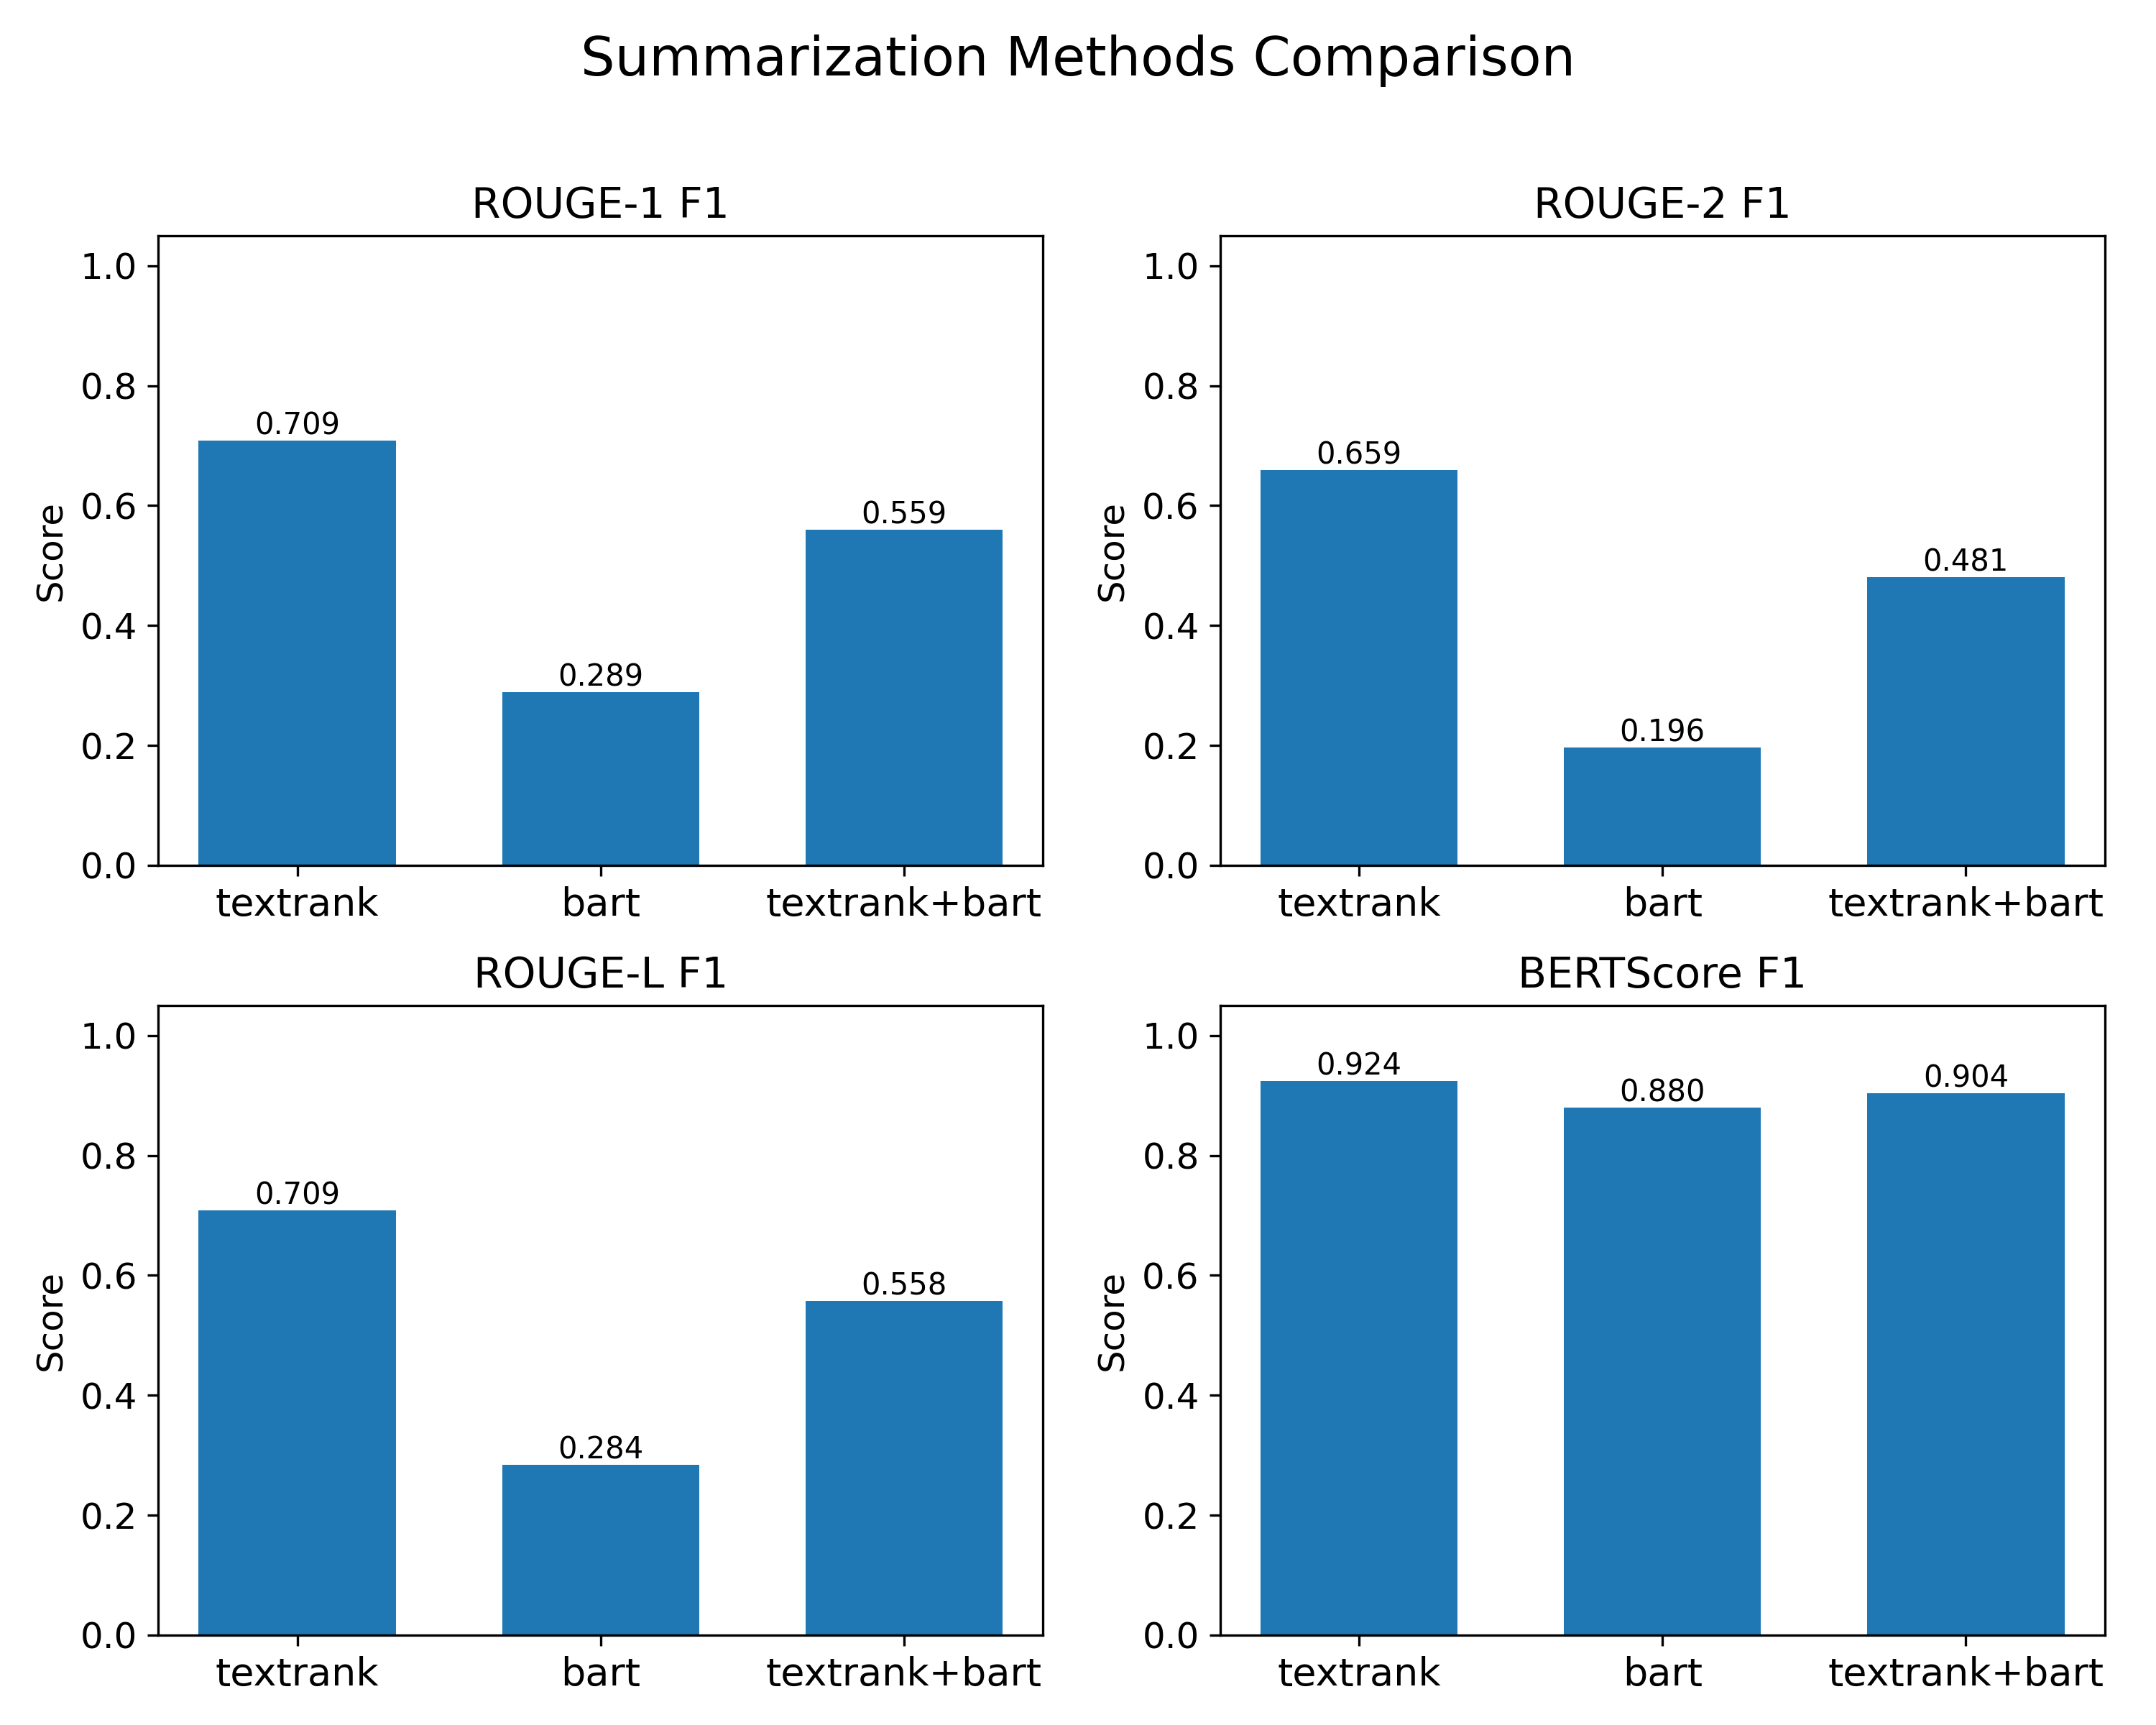 Summarization Methods Comparison
ROUGE-1 F1
Score
1.0
0.8
0.6
0.4
0.2
0.0
0.709
0.289
0.559
textrank bart textrank+bart
ROUGE-2 F1
Score
1.0
0.8
0.6
0.4
0.2
0.0
0.659
0.196
0.481
textrank bart textrank+bart
ROUGE-L F1
Score
1.0
0.8
0.6
0.4
0.2
0.0
0.709
0.284
0.558
textrank bart textrank+bart
BERTScore F1
Score
1.0
0.8
0.6
0.4
0.2
0.0
0.924
0.880
0.904
textrank bart textrank+bart